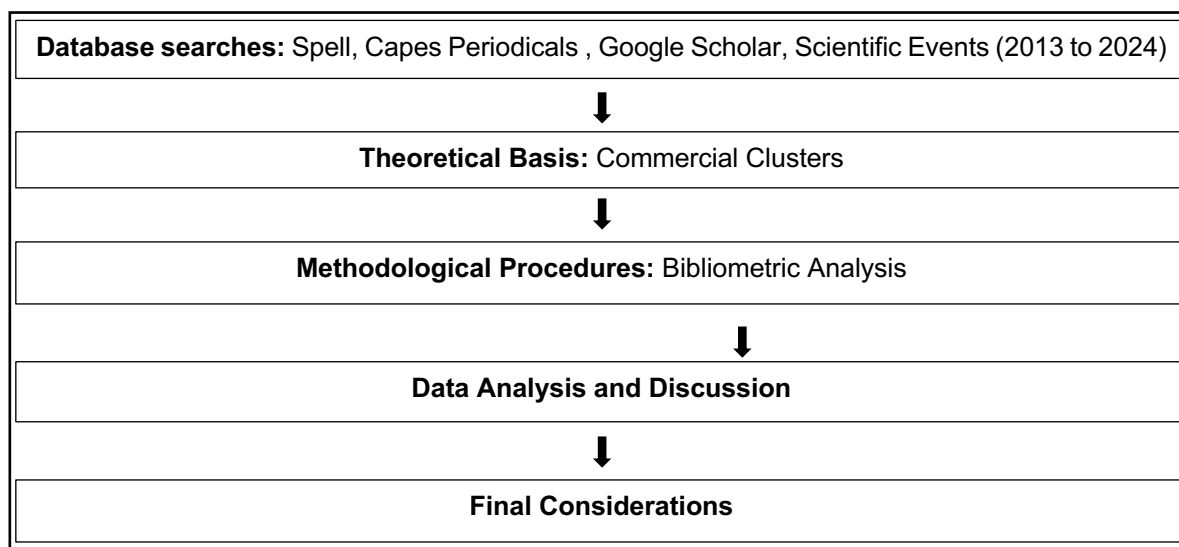 Database searches: Spell, Capes Periodicals , Google Scholar, Scientific Events (2013 to 2024)
Theoretical Basis: Commercial Clusters
Methodological Procedures: Bibliometric Analysis
Data Analysis and Discussion
Final Considerations